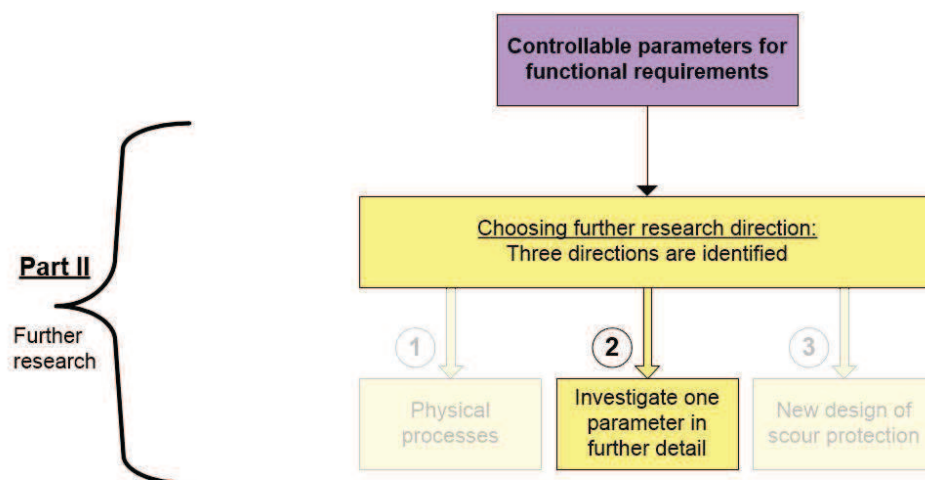 Controllable parameters for
functional requirements
Choosing further research direction:
Three directions are identified
Part II
Further
research
1
2
3
Physical
processes
Investigate one
parameter in
further detail
New design of
scour protection